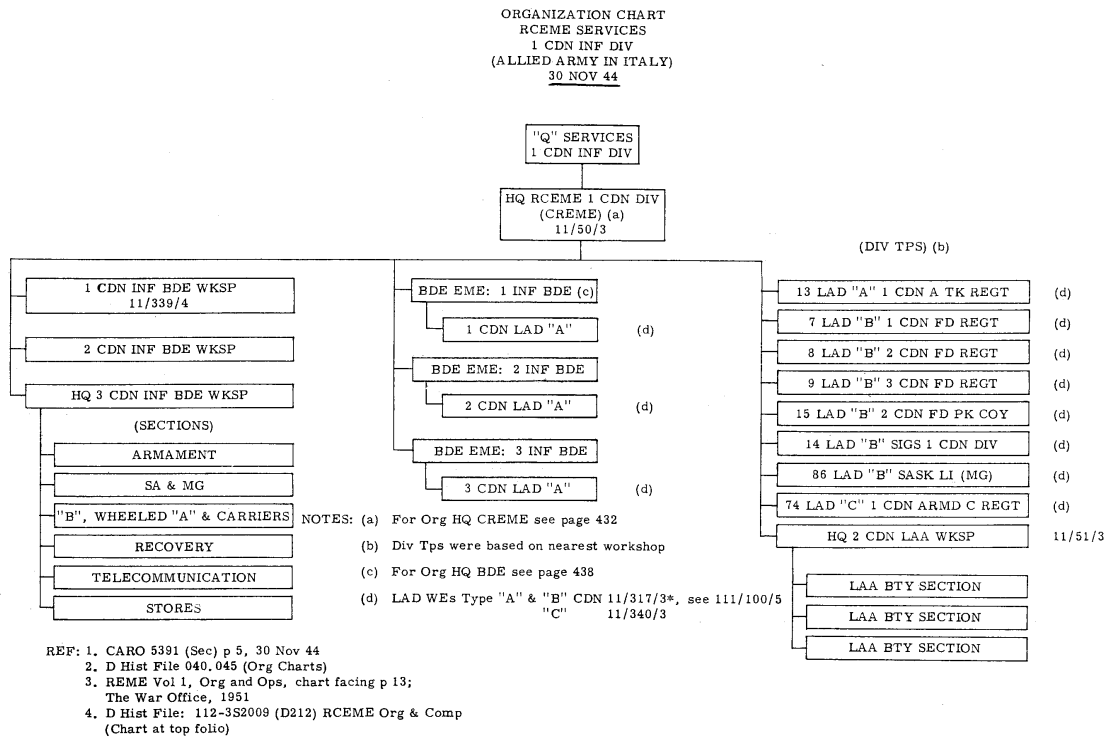 ORGANIZATION CHART
RCEME SERVICES
1 CDN INF DIV
(ALLIED ARMY IN ITALY)
30 NOV 44
"Q" SERVICES
1 CDN INF DIV
HQ RCEME 1 CDN DIV
(CREME) (a)
11/50/3
1 CDN INF BDE WKSP
11/339/4
2 CDN INF BDE WKSP
HQ 3 CDN INF BDE WKSP
(SECTIONS)
ARMAMENT
SA & MG
"B", WHEELED "A" & CARRIERS
RECOVERY
TELECOMMUNICATION
STORES
BDE EME: 1 INF BDE (c)
1 CDN LAD "A" (d)
BDE EME: 2 INF BDE
2 CDN LAD "A" (d)
BDE EME: 3 INF BDE
3 CDN LAD "A" (d)
(DIV TPS) (b)
13 LAD "A" 1 CDN A TK REGT (d)
7 LAD "B" 1 CDN FD REGT (d)
8 LAD "B" 2 CDN FD REGT (d)
9 LAD "B" 3 CDN FD REGT (d)
15 LAD "B" 2 CDN FD PK COY (d)
14 LAD "B" SIGS 1 CDN DIV (d)
86 LAD "B" SASK LI (MG) (d)
74 LAD "C" 1 CDN ARMD C REGT (d)
HQ 2 CDN LAA WKSP 11/51/3
LAA BTY SECTION
LAA BTY SECTION
LAA BTY SECTION
NOTES: (a) For Org HQ CREME see page 432
(b) Div Tps were based on nearest workshop
(c) For Org HQ BDE see page 438
(d) LAD WEs Type "A" & "B" CDN 11/317/3*, see 111/100/5
"C" 11/340/3
REF: 1. CARO 5391 (Sec) p 5, 30 Nov 44
2. D Hist File 040.045 (Org Charts)
3. REME Vol 1, Org and Ops, chart facing p 13;
The War Office, 1951
4. D Hist File: 112-3S2009 (D212) RCEME Org & Comp
(Chart at top folio)